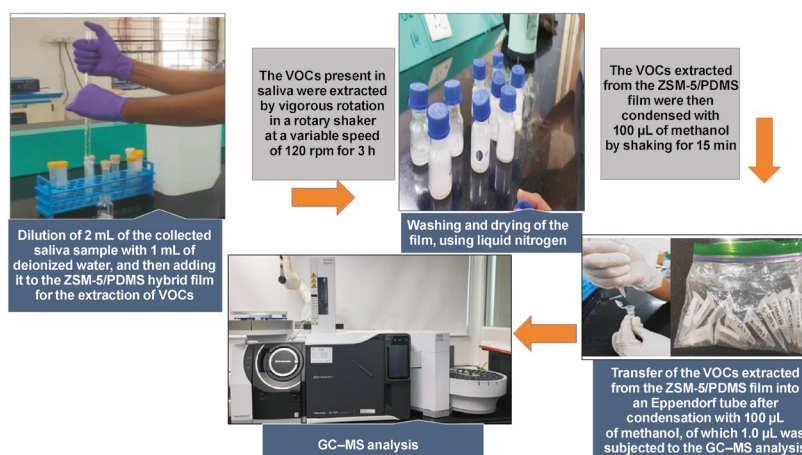 The VOCs present in
saliva were extracted
by vigorous rotation
in a rotary shaker
at a variable speed
of 120 rpm for 3 h
The VOCs extracted
from the ZSM-5/PDMS
film were then
condensed with
100 µL of methanol
by shaking for 15 min
Dilution of 2 mL of the collected
saliva sample with 1 mL of
deionized water, and then adding
it to the ZSM-5/PDMS hybrid film
for the extraction of VOCs
Washing and drying of the
film, using liquid nitrogen
Transfer of the VOCs extracted
from the ZSM-5/PDMS film into
an Eppendorf tube after
condensation with 100 µL
of methanol, of which 1.0 µL was
subjected to the GC–MS analysis
GC–MS analysis